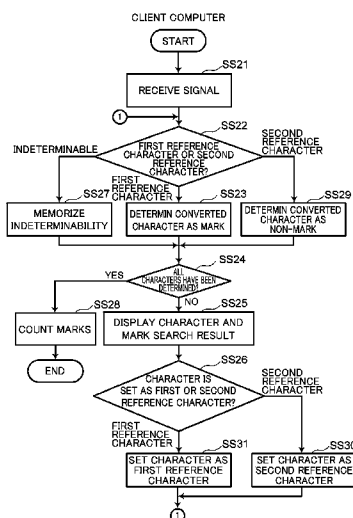 CLIENT COMPUTER
START
SS21
RECEIVE SIGNAL
1
SS22
INDETERMINABLE
FIRST REFERENCE
CHARACTER OR SECOND
REFERENCE
CHARACTER?
SECOND
REFERENCE
CHARACTER
FIRST
REFERENCE
CHARACTER
SS27
MEMORIZE
INDETERMINABILITY
SS23
DETERMIN CONVERTED
CHARACTER AS MARK
SS29
DETERMIN CONVERTED
CHARACTER AS
NON-MARK
SS24
ALL
CHARACTERS HAVE BEEN
DETERMINED?
YES
NO
SS28
COUNT MARKS
END
SS25
DISPLAY CHARACTER AND
MARK SEARCH RESULT
SS26
CHARACTER IS
SET AS FIRST OR SECOND
REFERENCE CHARACTER?
SECOND
REFERENCE
CHARACTER
FIRST
REFERENCE
CHARACTER
SS31
SET CHARACTER AS
FIRST REFERENCE
CHARACTER
SS30
SET CHARACTER AS
SECOND REFERENCE
CHARACTER
1